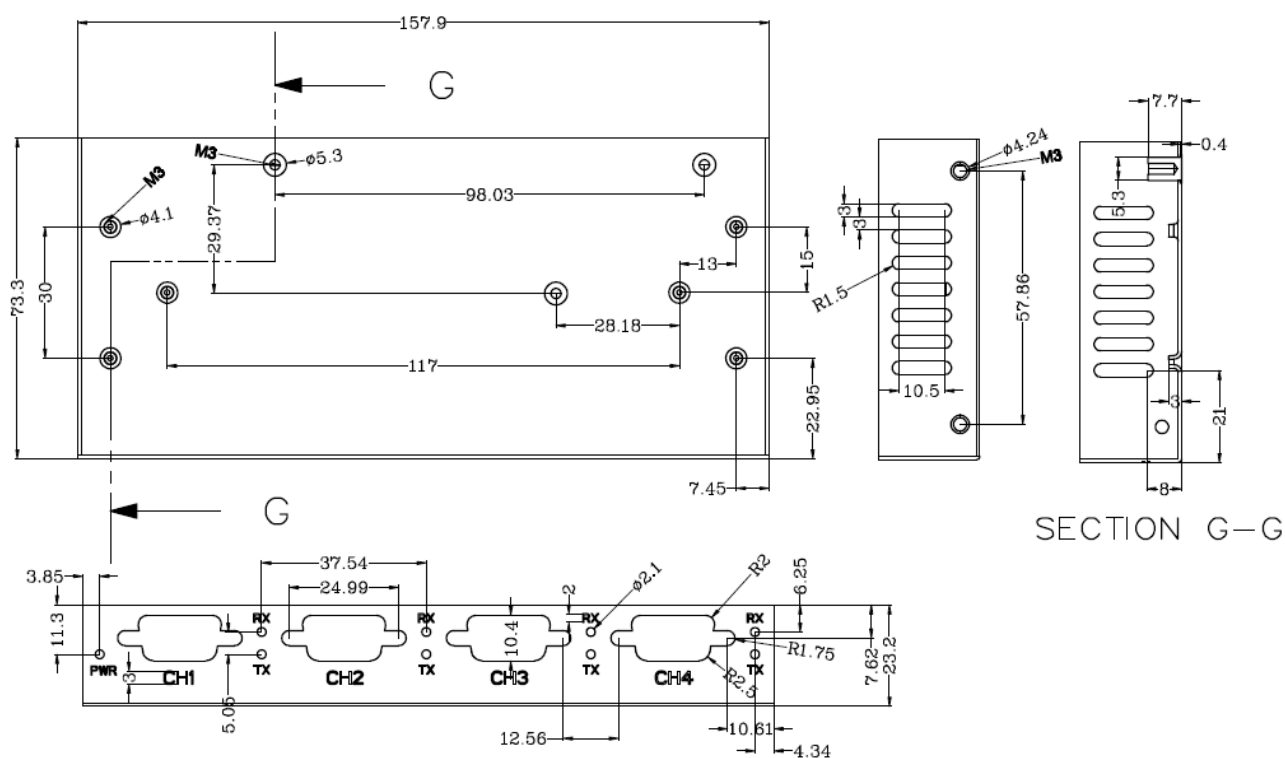 157.9
G
M3
ø5.3
M3
ø4.1
98.03
29.37
73.3
30
13
15
28.18
117
22.95
7.45
G
ø4.24
M3
3
3
R1.5
57.86
10.5
7.7
0.4
5.3
3
21
8
SECTION G-G
3.85
37.54
24.99
2
ø2.1
R2
6.25
11.3
RX
RX
RX
RX
10.4
PWR
TX
TX
TX
TX
R1.75
7.62
23.2
3
CH1
CH2
CH3
CH4
R2.5
5.05
12.56
10.61
4.34